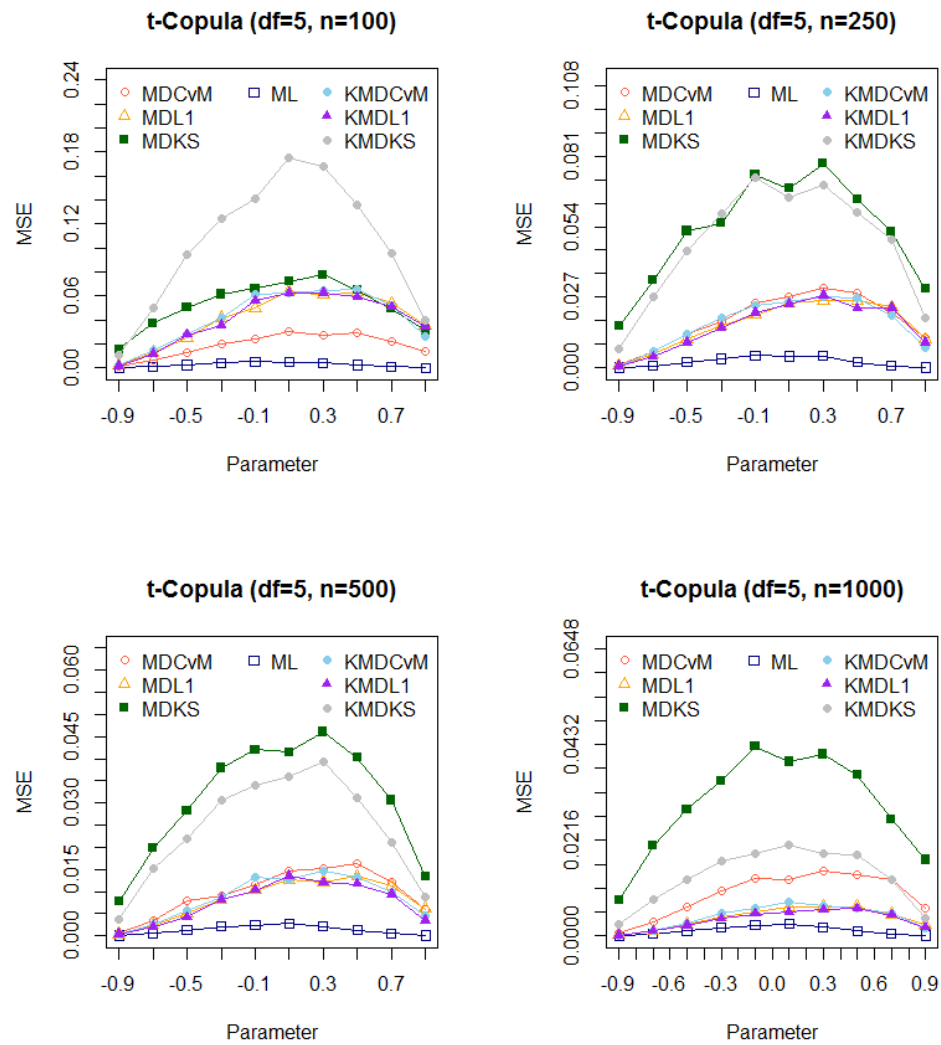 t-Copula (df=5, n=100)
MDCvM ML KMDCvM
MDL1 KMDL1
MDKS KMDKS
MSE
0.00 0.06 0.12 0.18 0.24
-0.9 -0.5 -0.1 0.3 0.7
Parameter
t-Copula (df=5, n=250)
MDCvM ML KMDCvM
MDL1 KMDL1
MDKS KMDKS
MSE
0.000 0.027 0.054 0.081 0.108
-0.9 -0.5 -0.1 0.3 0.7
Parameter
t-Copula (df=5, n=500)
MDCvM ML KMDCvM
MDL1 KMDL1
MDKS KMDKS
MSE
0.000 0.015 0.030 0.045 0.060
-0.9 -0.5 -0.1 0.3 0.7
Parameter
t-Copula (df=5, n=1000)
MDCvM ML KMDCvM
MDL1 KMDL1
MDKS KMDKS
MSE
0.0000 0.0216 0.0432 0.0648
-0.9 -0.6 -0.3 0.0 0.3 0.6 0.9
Parameter